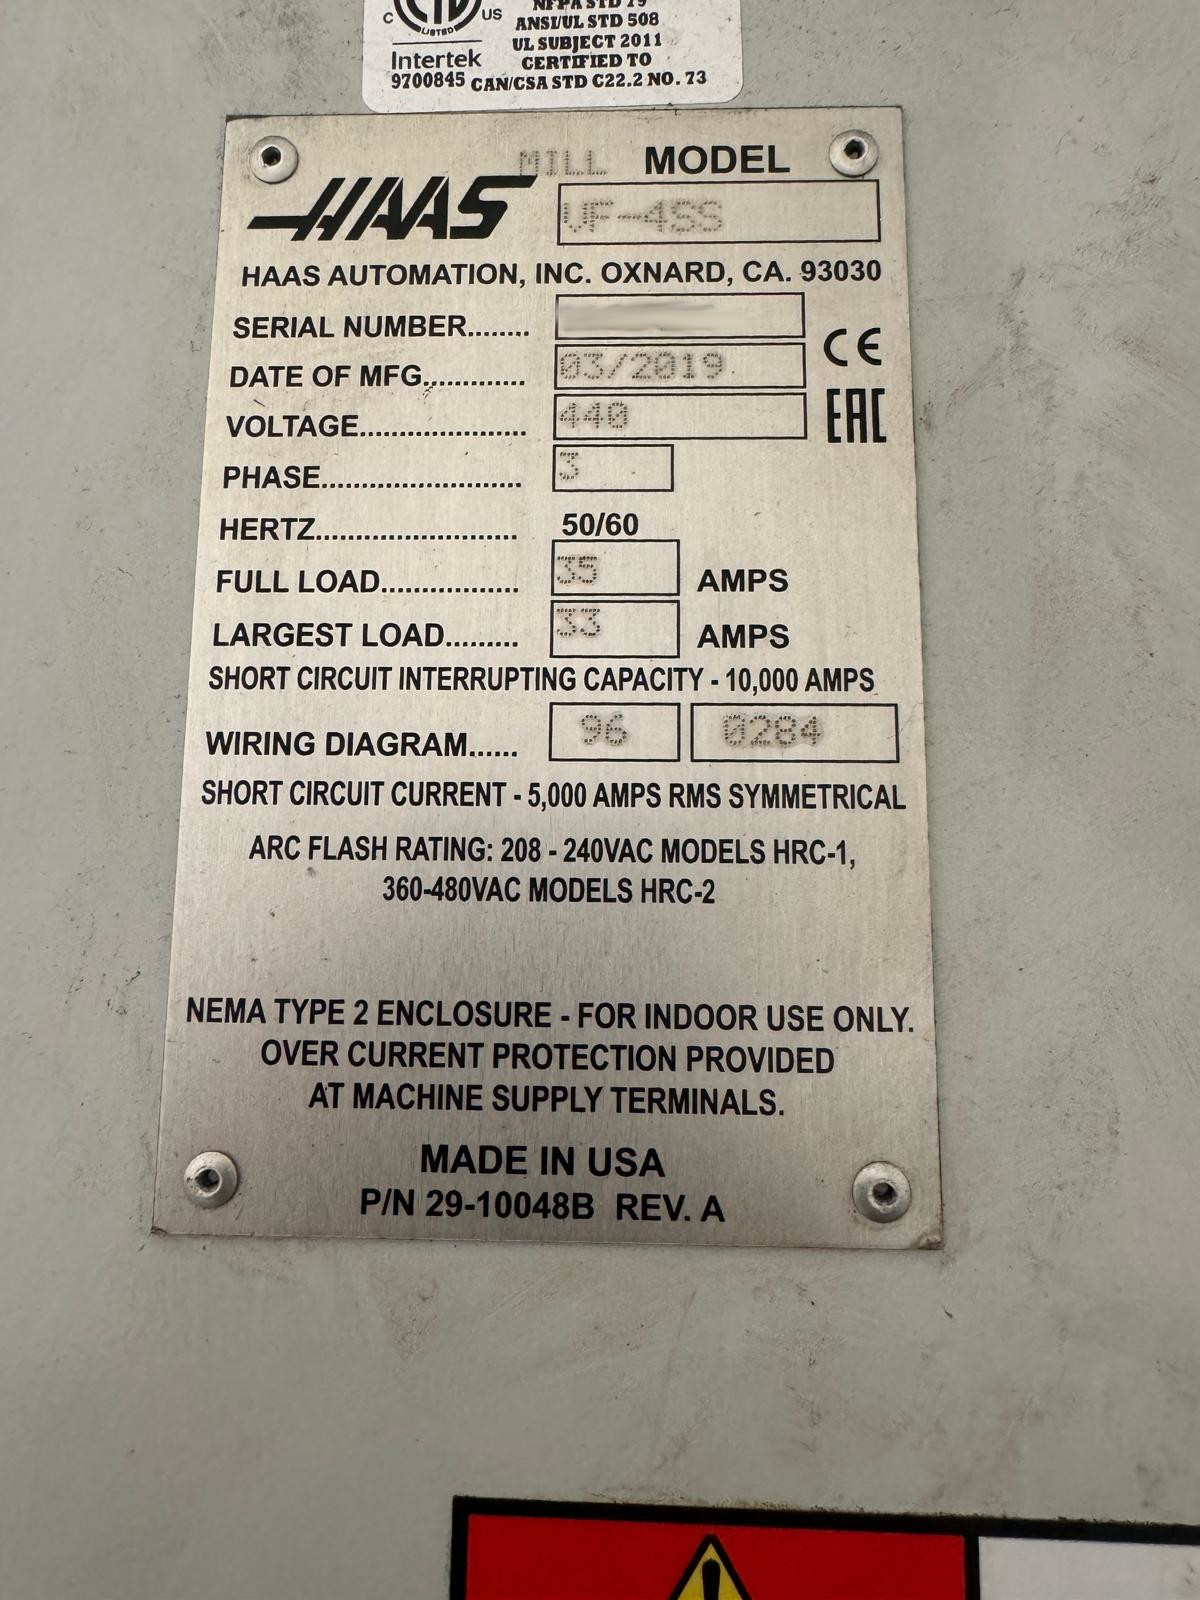 C US
LISTED
Intertek
9700845
NFPA STD 79
ANSI/UL STD 508
UL SUBJECT 2011
CERTIFIED TO
CAN/CSA STD C22.2 NO. 73
MILL MODEL
HAAS VF-4SS
HAAS AUTOMATION, INC. OXNARD, CA. 93030
SERIAL NUMBER........
DATE OF MFG............. 03/2019
CE
VOLTAGE..................... 440
EAC
PHASE......................... 3
HERTZ......................... 50/60
FULL LOAD................. 35 AMPS
LARGEST LOAD......... 33 AMPS
SHORT CIRCUIT INTERRUPTING CAPACITY - 10,000 AMPS
WIRING DIAGRAM...... 96 0284
SHORT CIRCUIT CURRENT - 5,000 AMPS RMS SYMMETRICAL
ARC FLASH RATING: 208 - 240VAC MODELS HRC-1,
360-480VAC MODELS HRC-2
NEMA TYPE 2 ENCLOSURE - FOR INDOOR USE ONLY.
OVER CURRENT PROTECTION PROVIDED
AT MACHINE SUPPLY TERMINALS.
MADE IN USA
P/N 29-10048B REV. A